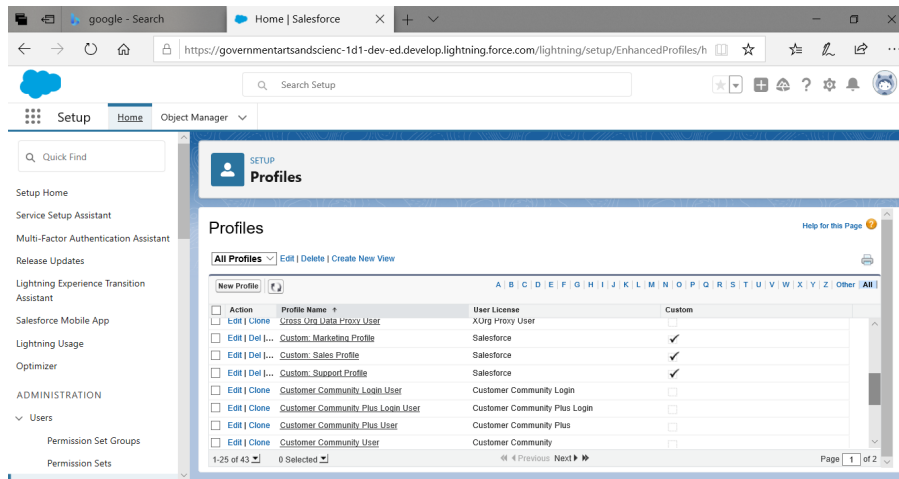 google - Search
Home | Salesforce
https://governmentartsandscienc-1d1-dev-ed.develop.lightning.force.com/lightning/setup/EnhancedProfiles/h
Search Setup
Setup Home Object Manager
Quick Find
Setup Home
Service Setup Assistant
Multi-Factor Authentication Assistant
Release Updates
Lightning Experience Transition
Assistant
Salesforce Mobile App
Lightning Usage
Optimizer
ADMINISTRATION
Users
Permission Set Groups
Permission Sets
SETUP
Profiles
Profiles
Help for this Page
All Profiles Edit | Delete | Create New View
New Profile A | B | C | D | E | F | G | H | I | J | K | L | M | N | O | P | Q | R | S | T | U | V | W | X | Y | Z | Other All
Action Profile Name ↑ User License Custom
Edit | Clone Cross Org Data Proxy User XOrg Proxy User
Edit | Del |... Custom: Marketing Profile Salesforce ✓
Edit | Del |... Custom: Sales Profile Salesforce ✓
Edit | Del |... Custom: Support Profile Salesforce ✓
Edit | Clone Customer Community Login User Customer Community Login
Edit | Clone Customer Community Plus Login User Customer Community Plus Login
Edit | Clone Customer Community Plus User Customer Community Plus
Edit | Clone Customer Community User Customer Community
1-25 of 43 0 Selected Previous Next Page 1 of 2